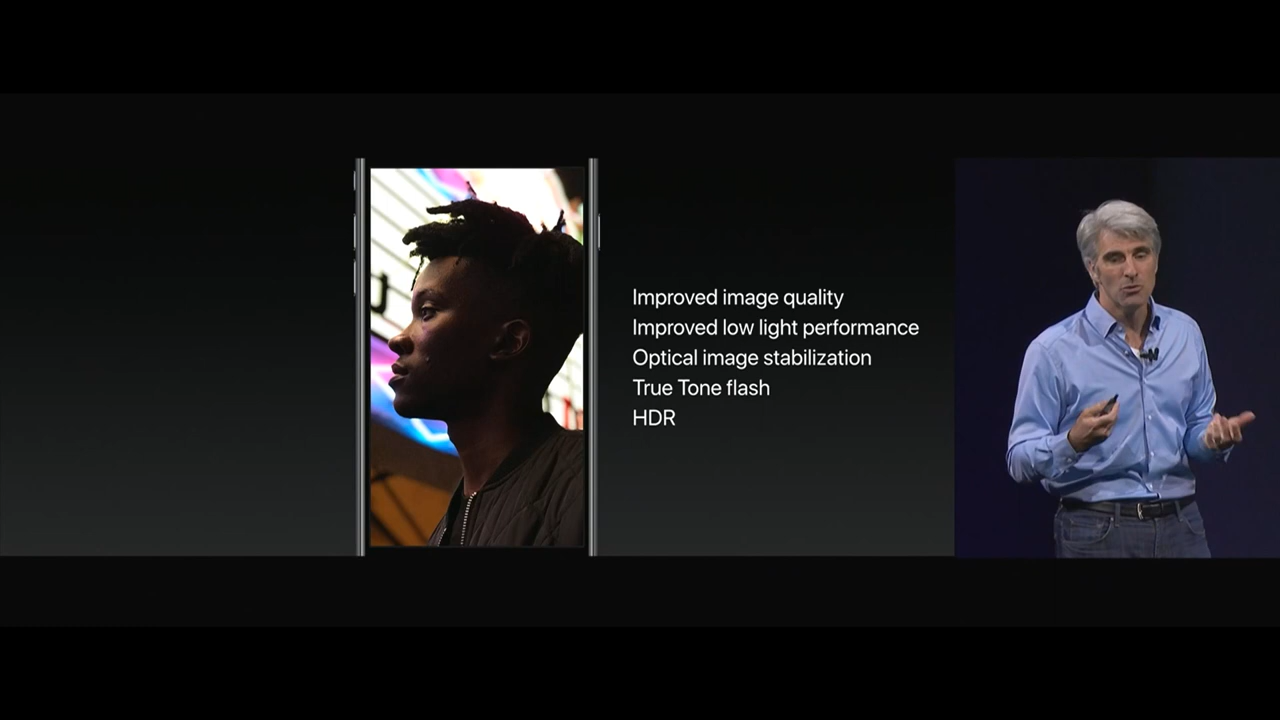 Improved image quality
Improved low light performance
Optical image stabilization
True Tone flash
HDR